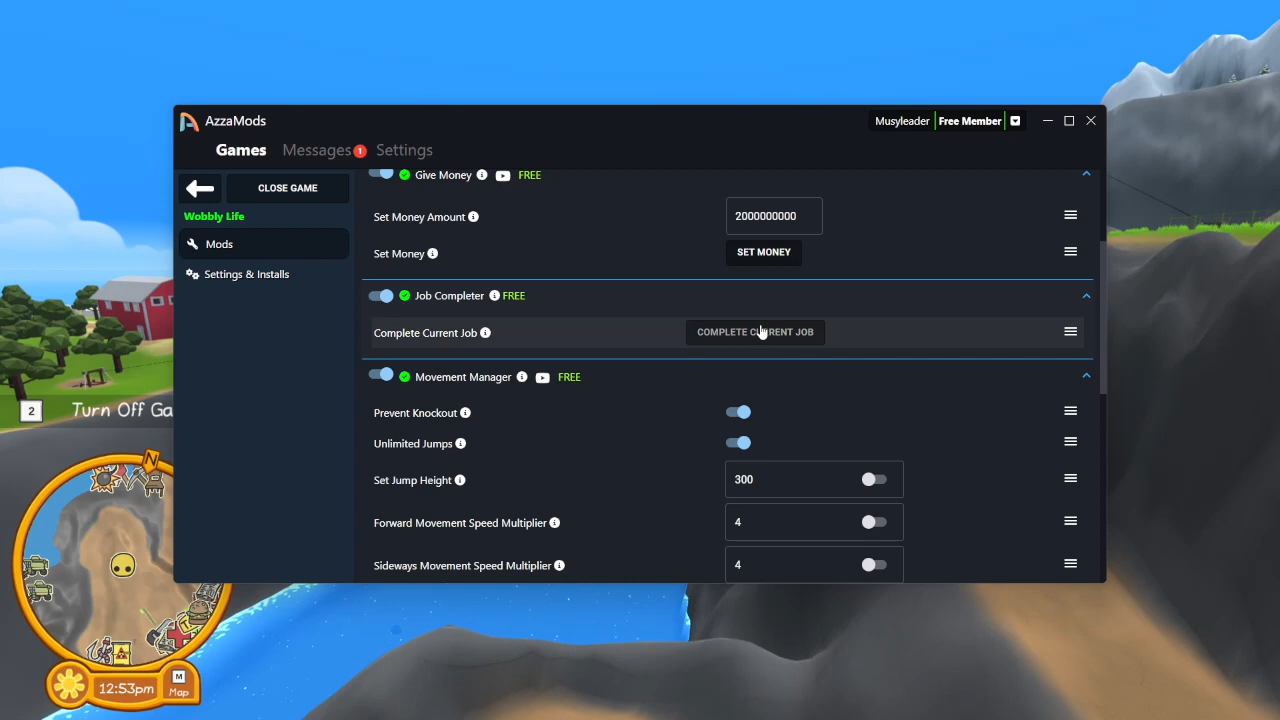 AzzaMods
Musyleader
Free Member
Games
Messages
1
Settings
CLOSE GAME
Wobbly Life
Mods
Settings & Installs
Give Money
FREE
Set Money Amount
2000000000
Set Money
SET MONEY
Job Completer
FREE
Complete Current Job
COMPLETE CURRENT JOB
Movement Manager
FREE
Prevent Knockout
Unlimited Jumps
Set Jump Height
300
Forward Movement Speed Multiplier
4
Sideways Movement Speed Multiplier
4
2
Turn Off Ga
N
12:53pm
M
Map